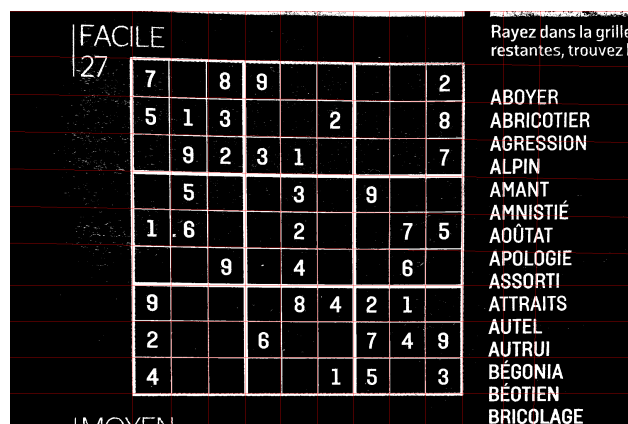 FACILE
27
7 8 9 2
5 1 3 2 8
9 2 3 1 7
5 3 9
1 6 2 7 5
9 4 6
9 8 4 2 1
2 6 7 4 9
4 1 5 3
Rayez dans la grille
restantes, trouvez
ABOYER
ABRICOTIER
AGRESSION
ALPIN
AMANT
AMNISTIÉ
AOÛTAT
APOLOGIE
ASSORTI
ATTRAITS
AUTEL
AUTRUI
BÉGONIA
BÉOTIEN
BRICOLAGE
MOYEN